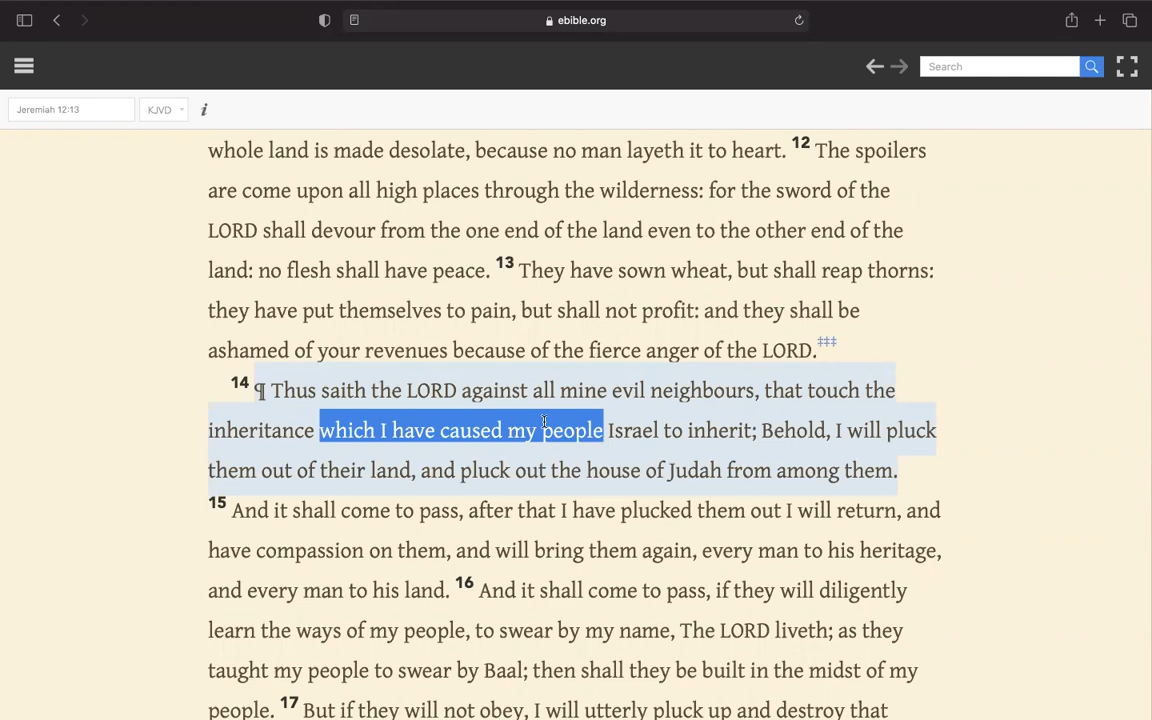 ebible.org
Search
Jeremiah 12:13
KJVD
i
whole land is made desolate, because no man layeth it to heart. 12 The spoilers
are come upon all high places through the wilderness: for the sword of the
LORD shall devour from the one end of the land even to the other end of the
land: no flesh shall have peace. 13 They have sown wheat, but shall reap thorns:
they have put themselves to pain, but shall not profit: and they shall be
ashamed of your revenues because of the fierce anger of the LORD.‡‡‡
14 ¶ Thus saith the LORD against all mine evil neighbours, that touch the
inheritance which I have caused my people Israel to inherit; Behold, I will pluck
them out of their land, and pluck out the house of Judah from among them.
15 And it shall come to pass, after that I have plucked them out I will return, and
have compassion on them, and will bring them again, every man to his heritage,
and every man to his land. 16 And it shall come to pass, if they will diligently
learn the ways of my people, to swear by my name, The LORD liveth; as they
taught my people to swear by Baal; then shall they be built in the midst of my
people. 17 But if they will not obey, I will utterly pluck up and destroy that